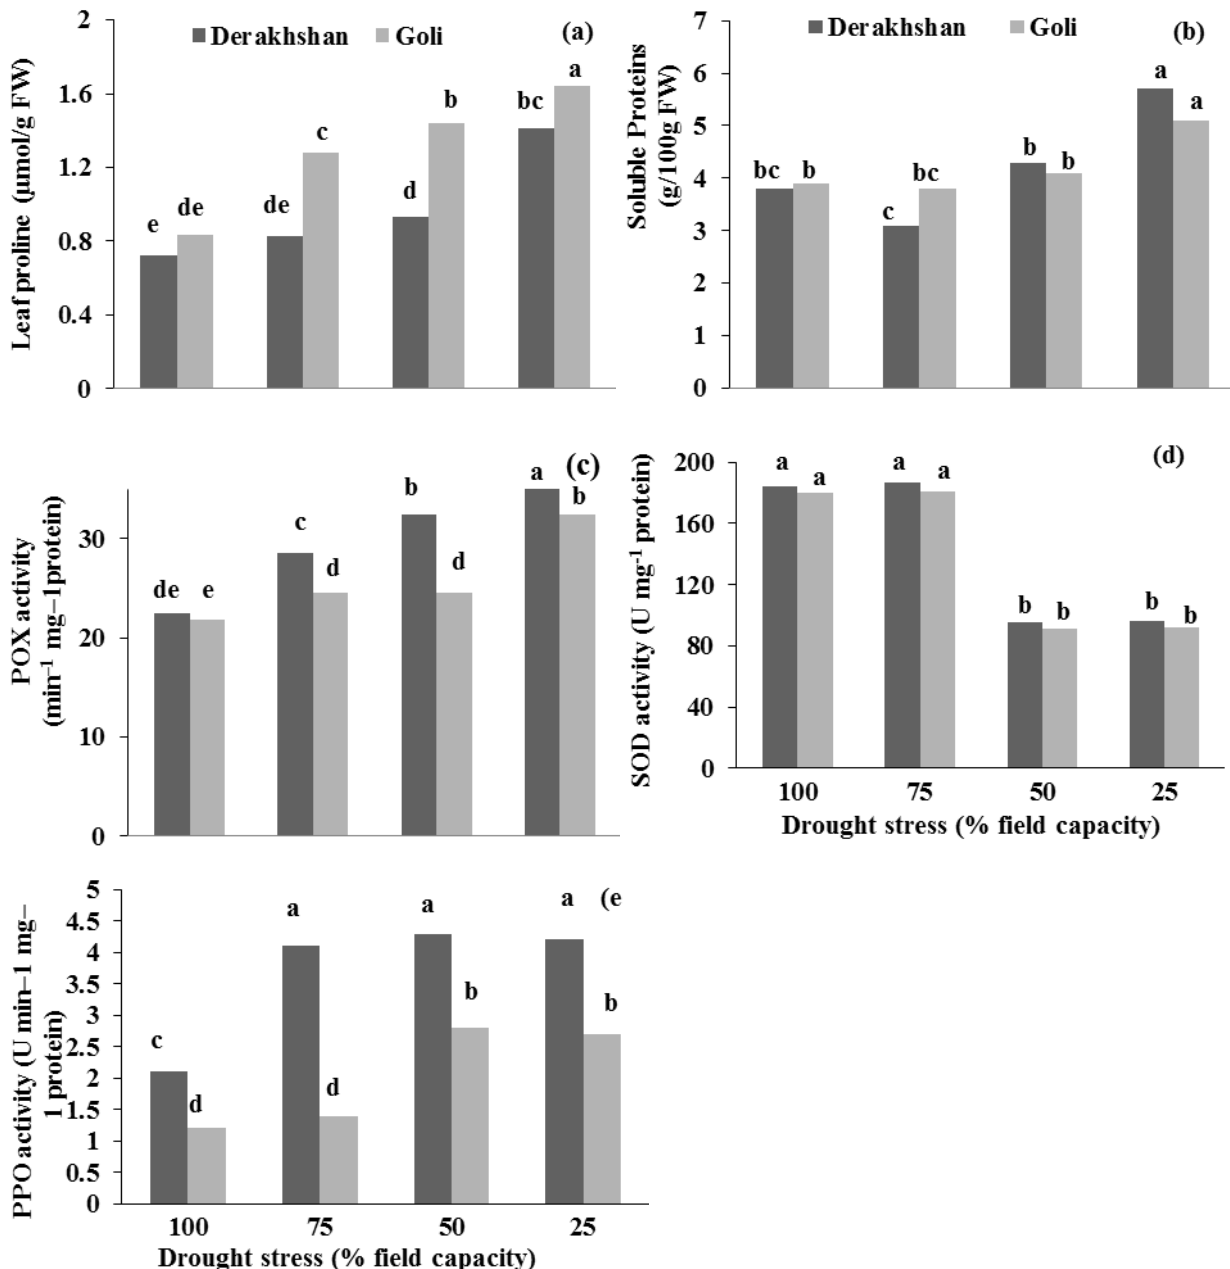 2
1.6
1.2
0.8
0.4
0
Leaf proline (µmol/g FW)
Derakhshan Goli
(a)
e de de c d b bc a
7
6
5
4
3
2
1
0
Soluble Proteins
(g/100g FW)
Derakhshan Goli
(b)
bc b c bc b b a a
30
20
10
0
POX activity
(min⁻¹ mg–1protein)
(c)
de e c d b d a b
200
160
120
80
40
0
SOD activity (U mg⁻¹ protein)
(d)
a a a a b b b b
100 75 50 25
Drought stress (% field capacity)
5
4.5
4
3.5
3
2.5
2
1.5
1
0.5
0
PPO activity (U min–1 mg–
1 protein)
(e
c d a d a b a b
100 75 50 25
Drought stress (% field capacity)